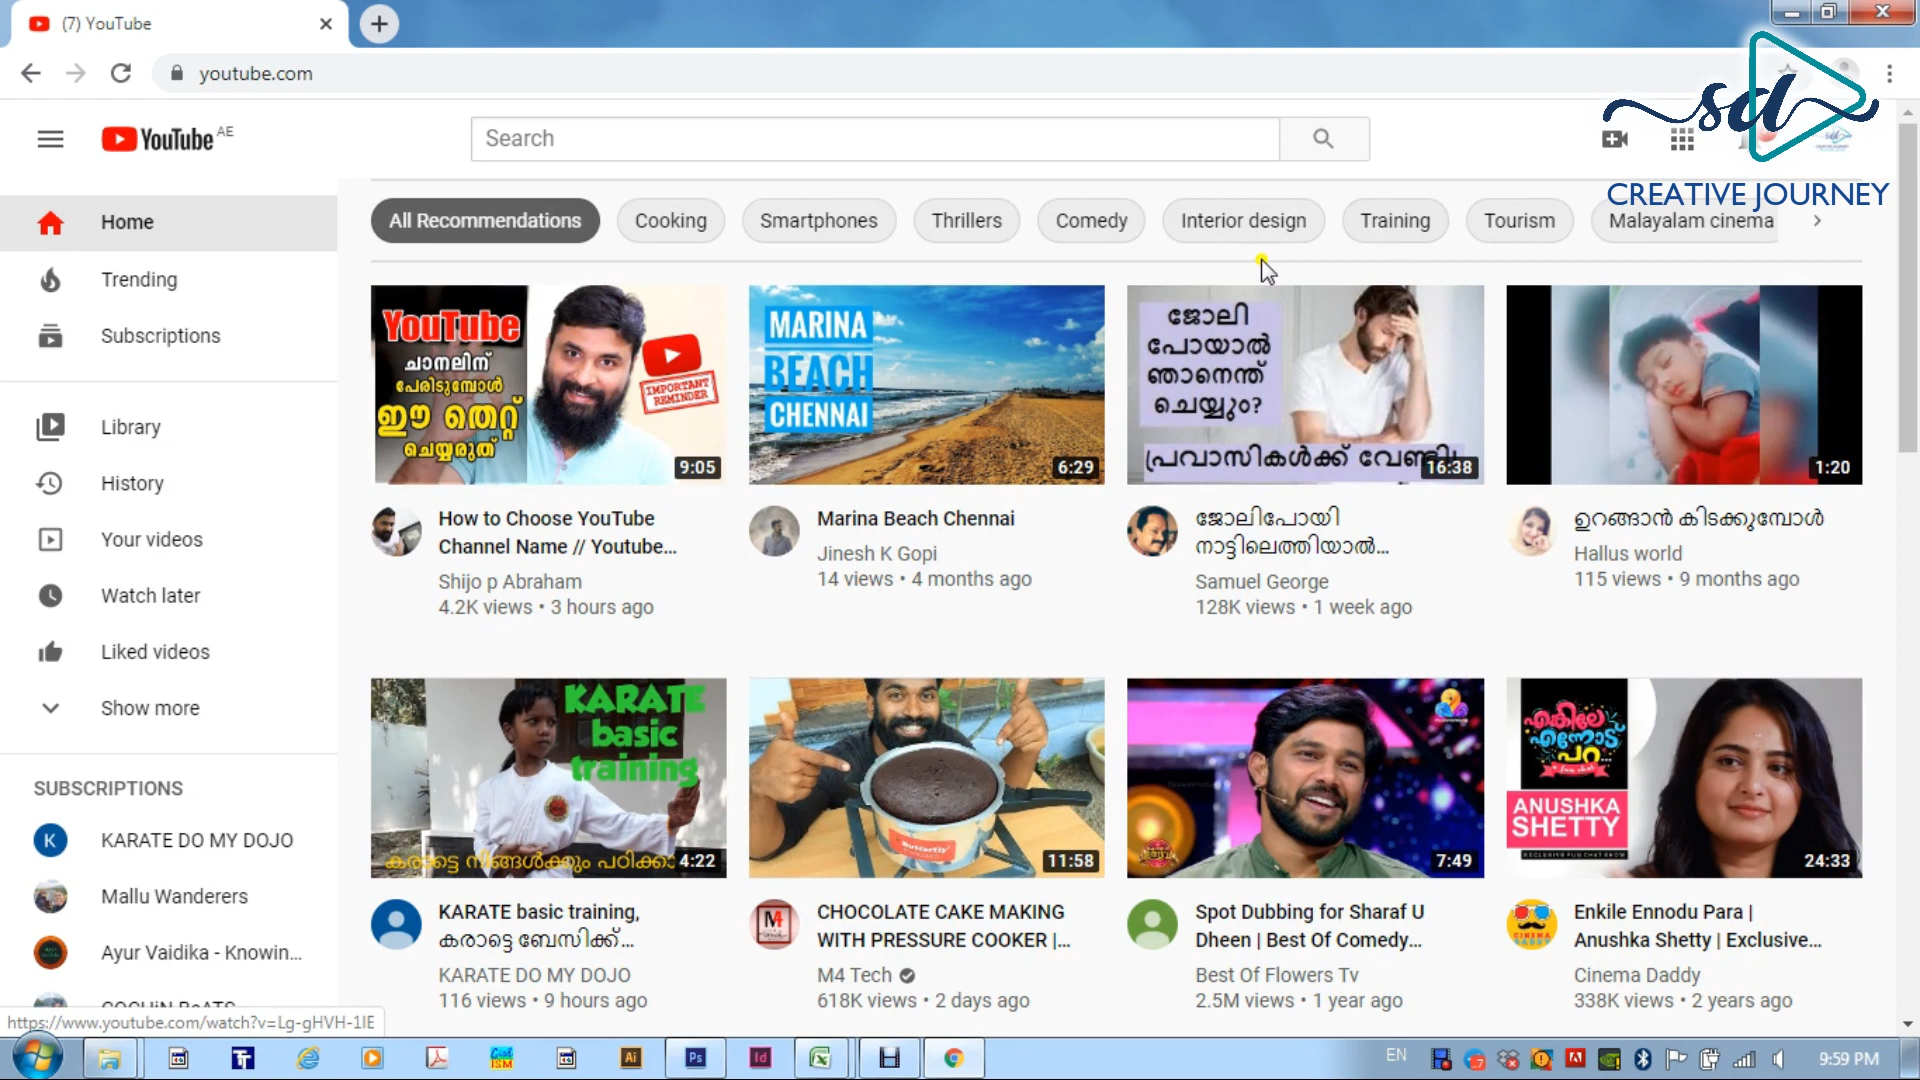 (7) YouTube
youtube.com
sd
CREATIVE JOURNEY
YouTube AE
Search
Home
Trending
Subscriptions
Library
History
Your videos
Watch later
Liked videos
Show more
SUBSCRIPTIONS
KARATE DO MY DOJO
Mallu Wanderers
Ayur Vaidika - Knowin...
COCHiN BeATS
https://www.youtube.com/watch?v=Lg-gHVH-1IE
All Recommendations
Cooking
Smartphones
Thrillers
Comedy
Interior design
Training
Tourism
Malayalam cinema
YouTube
ചാനലിന്
പേരിടുമ്പോൾ
ഈ തെറ്റ്
ചെയ്യരുത്
IMPORTANT
REMINDER
9:05
How to Choose YouTube
Channel Name // Youtube...
Shijo p Abraham
4.2K views • 3 hours ago
MARINA
BEACH
CHENNAI
6:29
Marina Beach Chennai
Jinesh K Gopi
14 views • 4 months ago
ജോലി
പോയാൽ
ഞാനെന്ത്
ചെയ്യും?
പ്രവാസികൾക്ക്
16:38
ജോലിപോയി
നാട്ടിലെത്തിയാൽ...
Samuel George
128K views • 1 week ago
1:20
ഉറങ്ങാൻ കിടക്കുമ്പോൾ
Hallus world
115 views • 9 months ago
KARATE
basic
training
കരാട്ടെ നിങ്ങൾക്കും പഠിക്കാ
4:22
KARATE basic training,
കരാട്ടെ ബേസിക്ക്...
KARATE DO MY DOJO
116 views • 9 hours ago
Butterfly
11:58
M4
CHOCOLATE CAKE MAKING
WITH PRESSURE COOKER |...
M4 Tech
618K views • 2 days ago
7:49
Spot Dubbing for Sharaf U
Dheen | Best Of Comedy...
Best Of Flowers Tv
2.5M views • 1 year ago
എങ്കിലേ
എന്നോട്
പറ...
ANUSHKA
SHETTY
EXCLUSIVE FUN CHAT SHOW
24:33
Enkile Ennodu Para |
Anushka Shetty | Exclusive...
Cinema Daddy
338K views • 2 years ago
K
Ai
Ps
Id
EN
9:59 PM